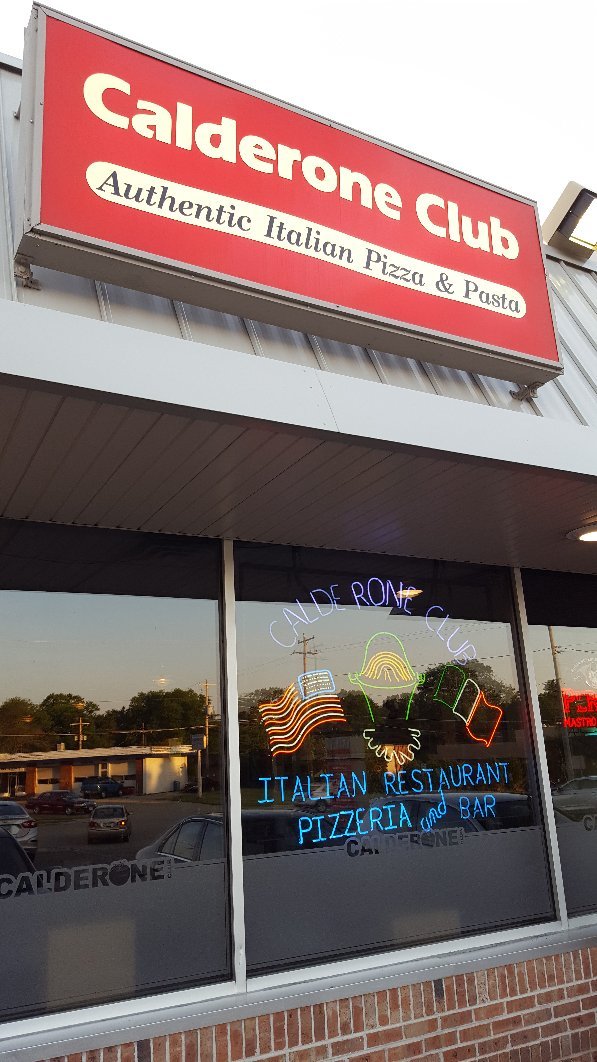 Calderone Club
Authentic Italian Pizza & Pasta
CALDERONE CLUB
ITALIAN RESTAURANT
PIZZERIA and BAR
CALDERONE
CALDERONE